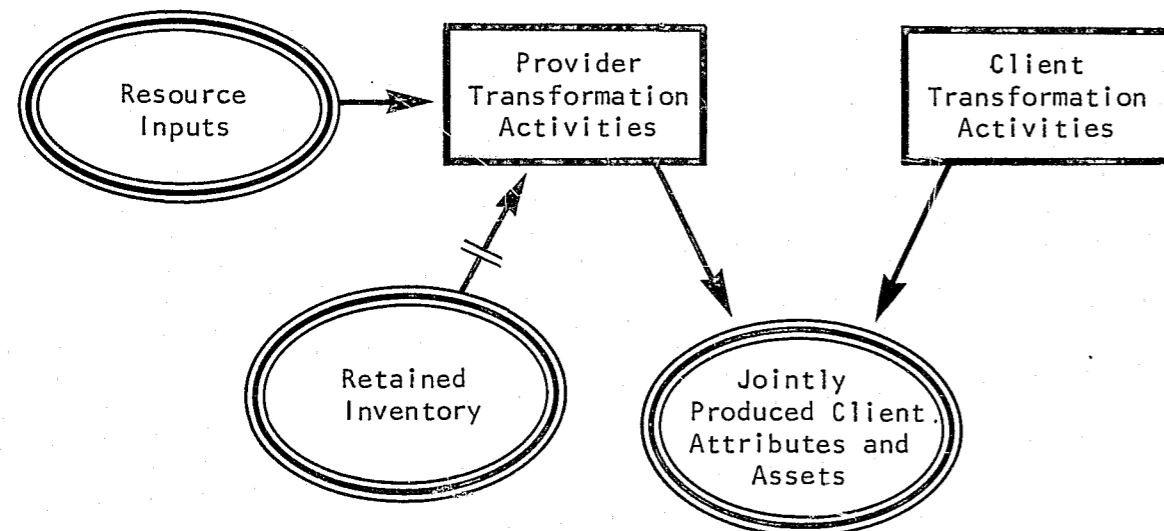 Resource
Inputs
Provider
Transformation
Activities
Client
Transformation
Activities
Retained
Inventory
Jointly
Produced Client
Attributes and
Assets